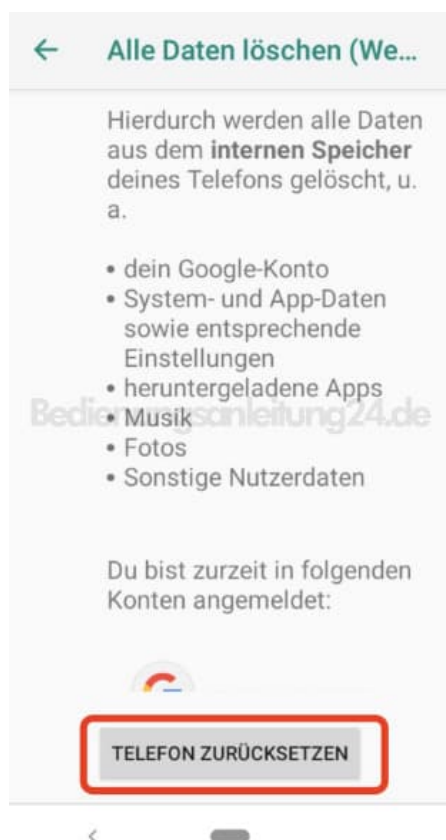 Alle Daten löschen (We...
Hierdurch werden alle Daten
aus dem internen Speicher
deines Telefons gelöscht, u.
a.
• dein Google-Konto
• System- und App-Daten
sowie entsprechende
Einstellungen
• heruntergeladene Apps
Bedienungsanleitung24.de
• Musik
• Fotos
• Sonstige Nutzerdaten
Du bist zurzeit in folgenden
Konten angemeldet:
TELEFON ZURÜCKSETZEN